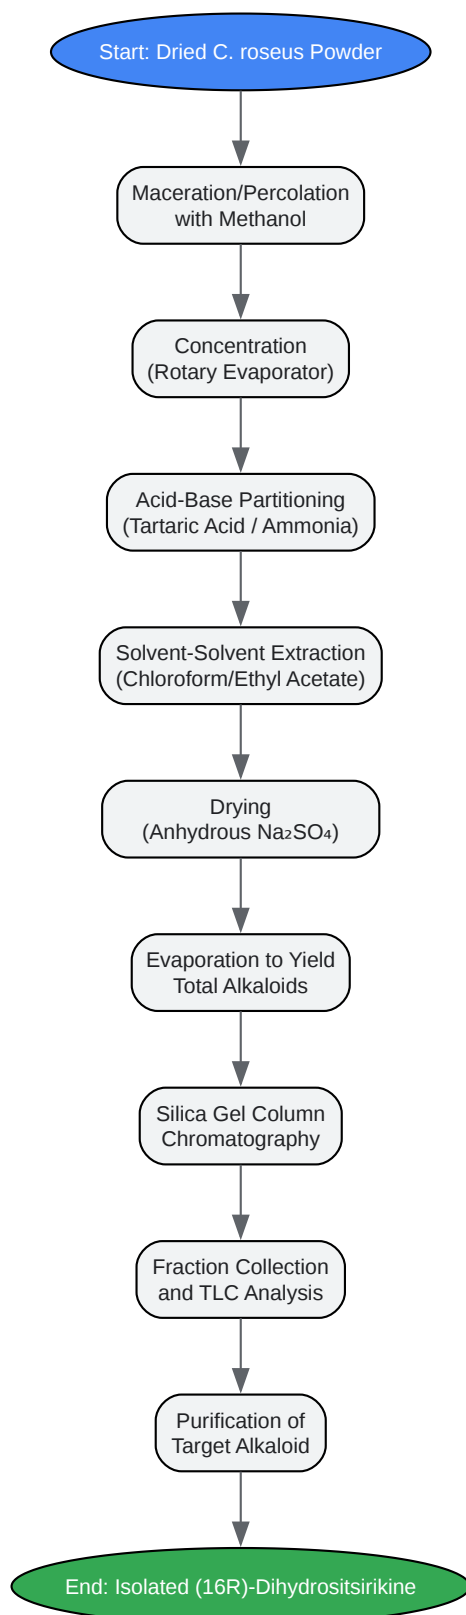 Start: Dried C. roseus Powder
Maceration/Percolation
with Methanol
Concentration
(Rotary Evaporator)
Acid-Base Partitioning
(Tartaric Acid / Ammonia)
Solvent-Solvent Extraction
(Chloroform/Ethyl Acetate)
Drying
(Anhydrous Na₂SO₄)
Evaporation to Yield
Total Alkaloids
Silica Gel Column
Chromatography
Fraction Collection
and TLC Analysis
Purification of
Target Alkaloid
End: Isolated (16R)-Dihydrositsirikine